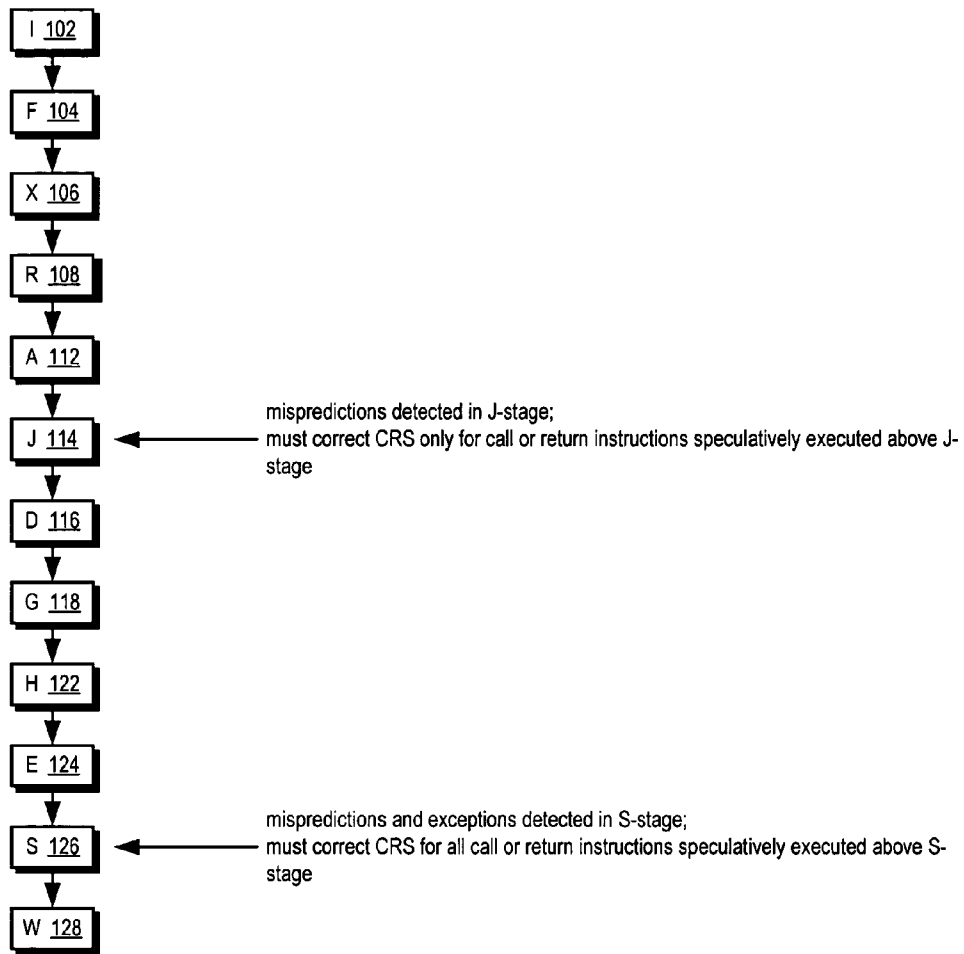 I 102
F 104
X 106
R 108
A 112
J 114
mispredictions detected in J-stage;
must correct CRS only for call or return instructions speculatively executed above J-
stage
D 116
G 118
H 122
E 124
S 126
mispredictions and exceptions detected in S-stage;
must correct CRS for all call or return instructions speculatively executed above S-
stage
W 128